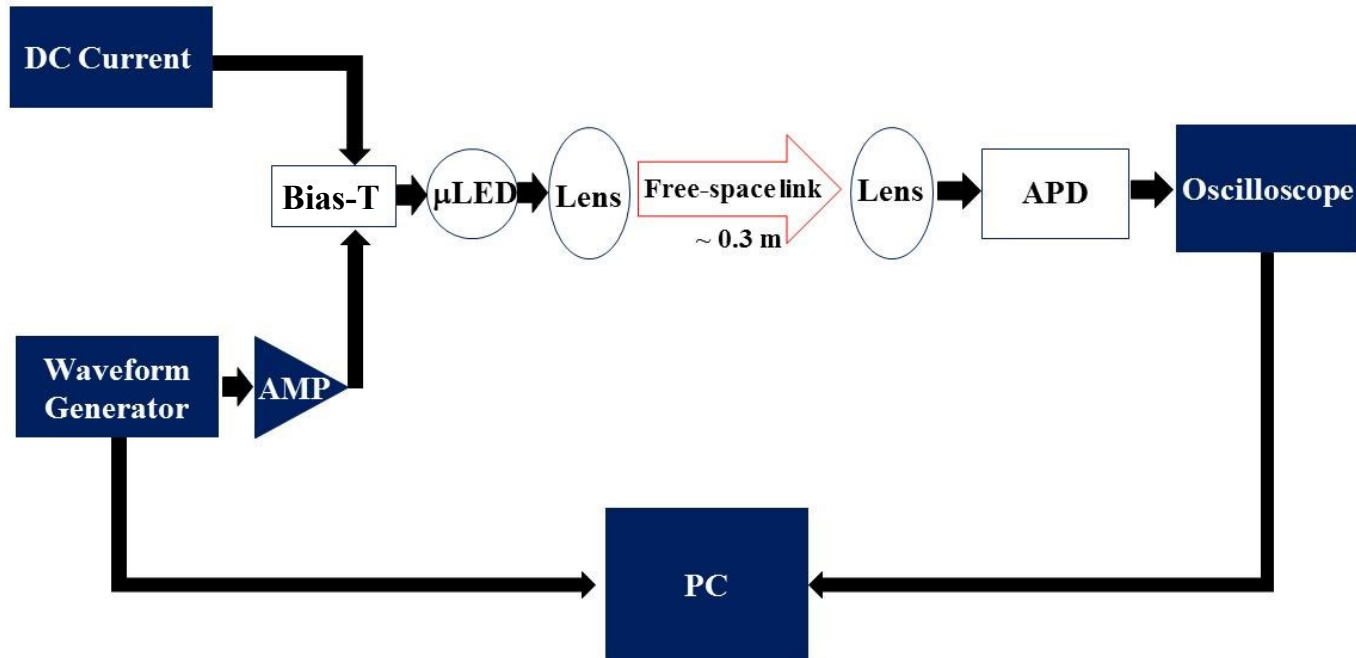 DC Current
Bias-T
μLED
Lens
Free-space link
~ 0.3 m
Lens
APD
Oscilloscope
Waveform
Generator
AMP
PC